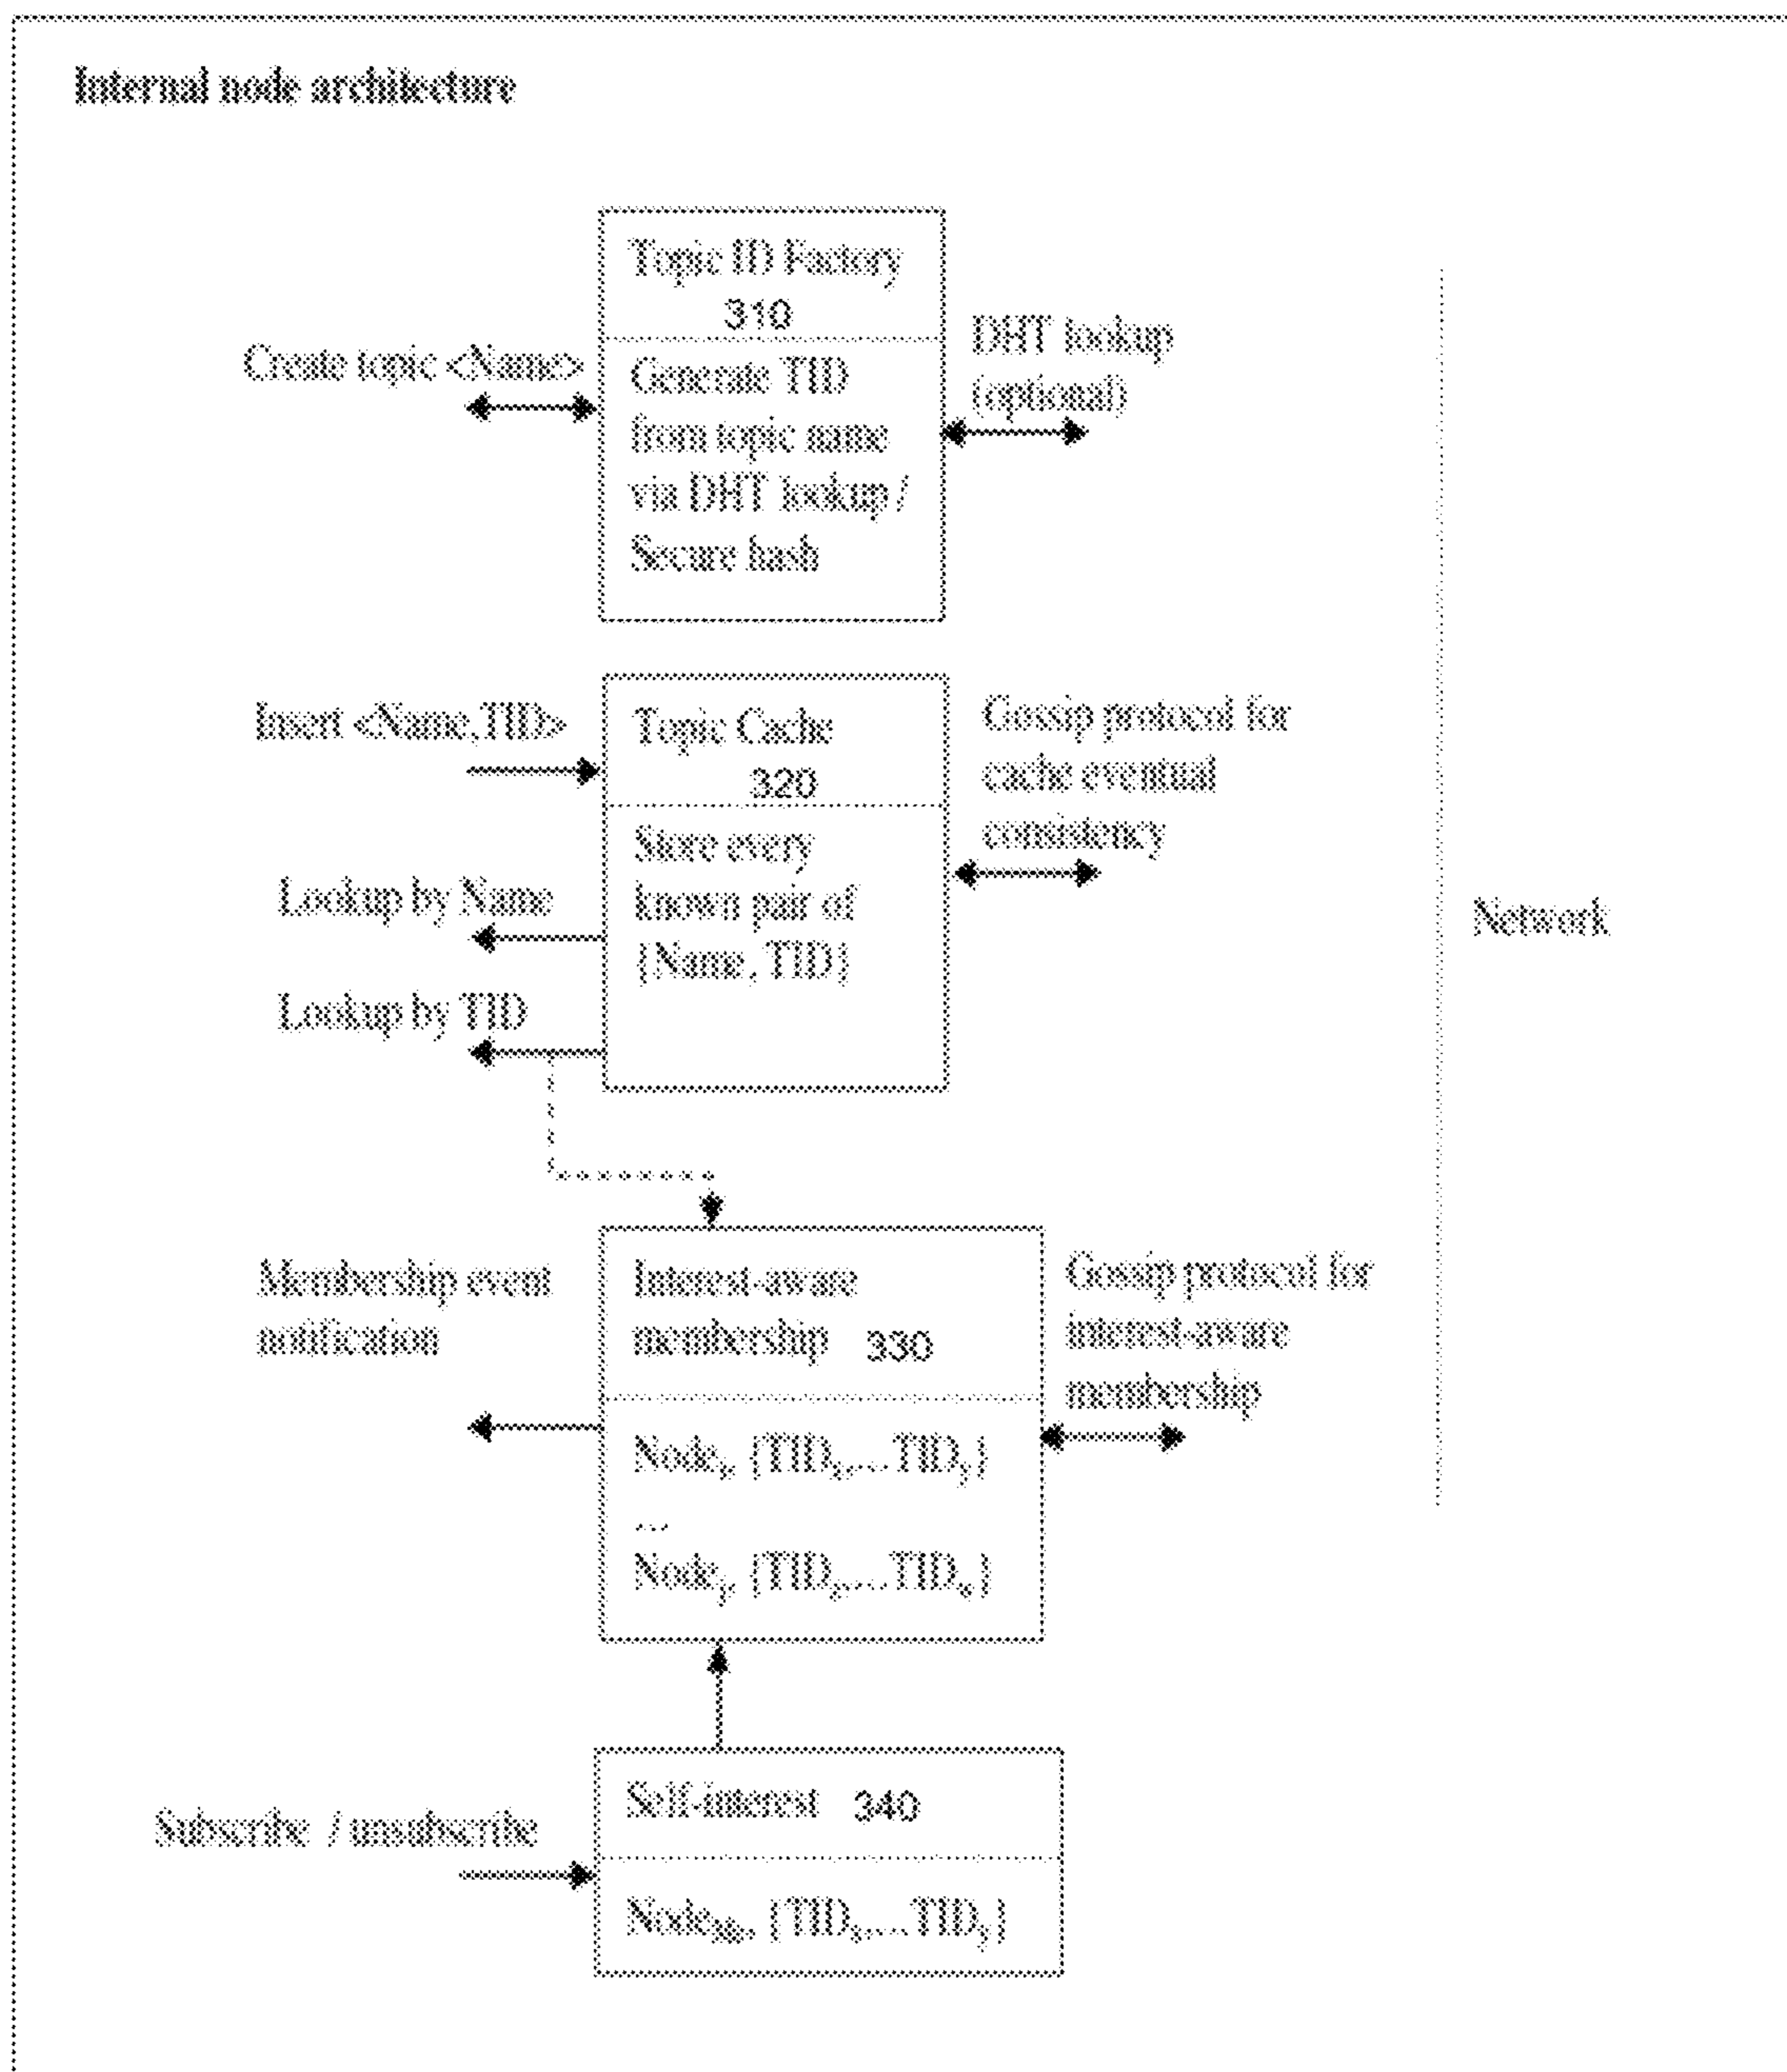 Internal node architecture
Topic ID Factory
310
Create topic <Name>
Generate TID
from topic name
via DHT lookup /
Secure hash
DHT lookup
(optional)
Insert <Name,TID>
Topic Cache
320
Store every
known pair of
{Name, TID}
Gossip protocol for
cache eventual
consistency
Lookup by Name
Lookup by TID
Network
Membership event
notification
Interest-aware
membership 330
Gossip protocol for
interest-aware
membership
...
Self-interest 340
Subscribe / unsubscribe